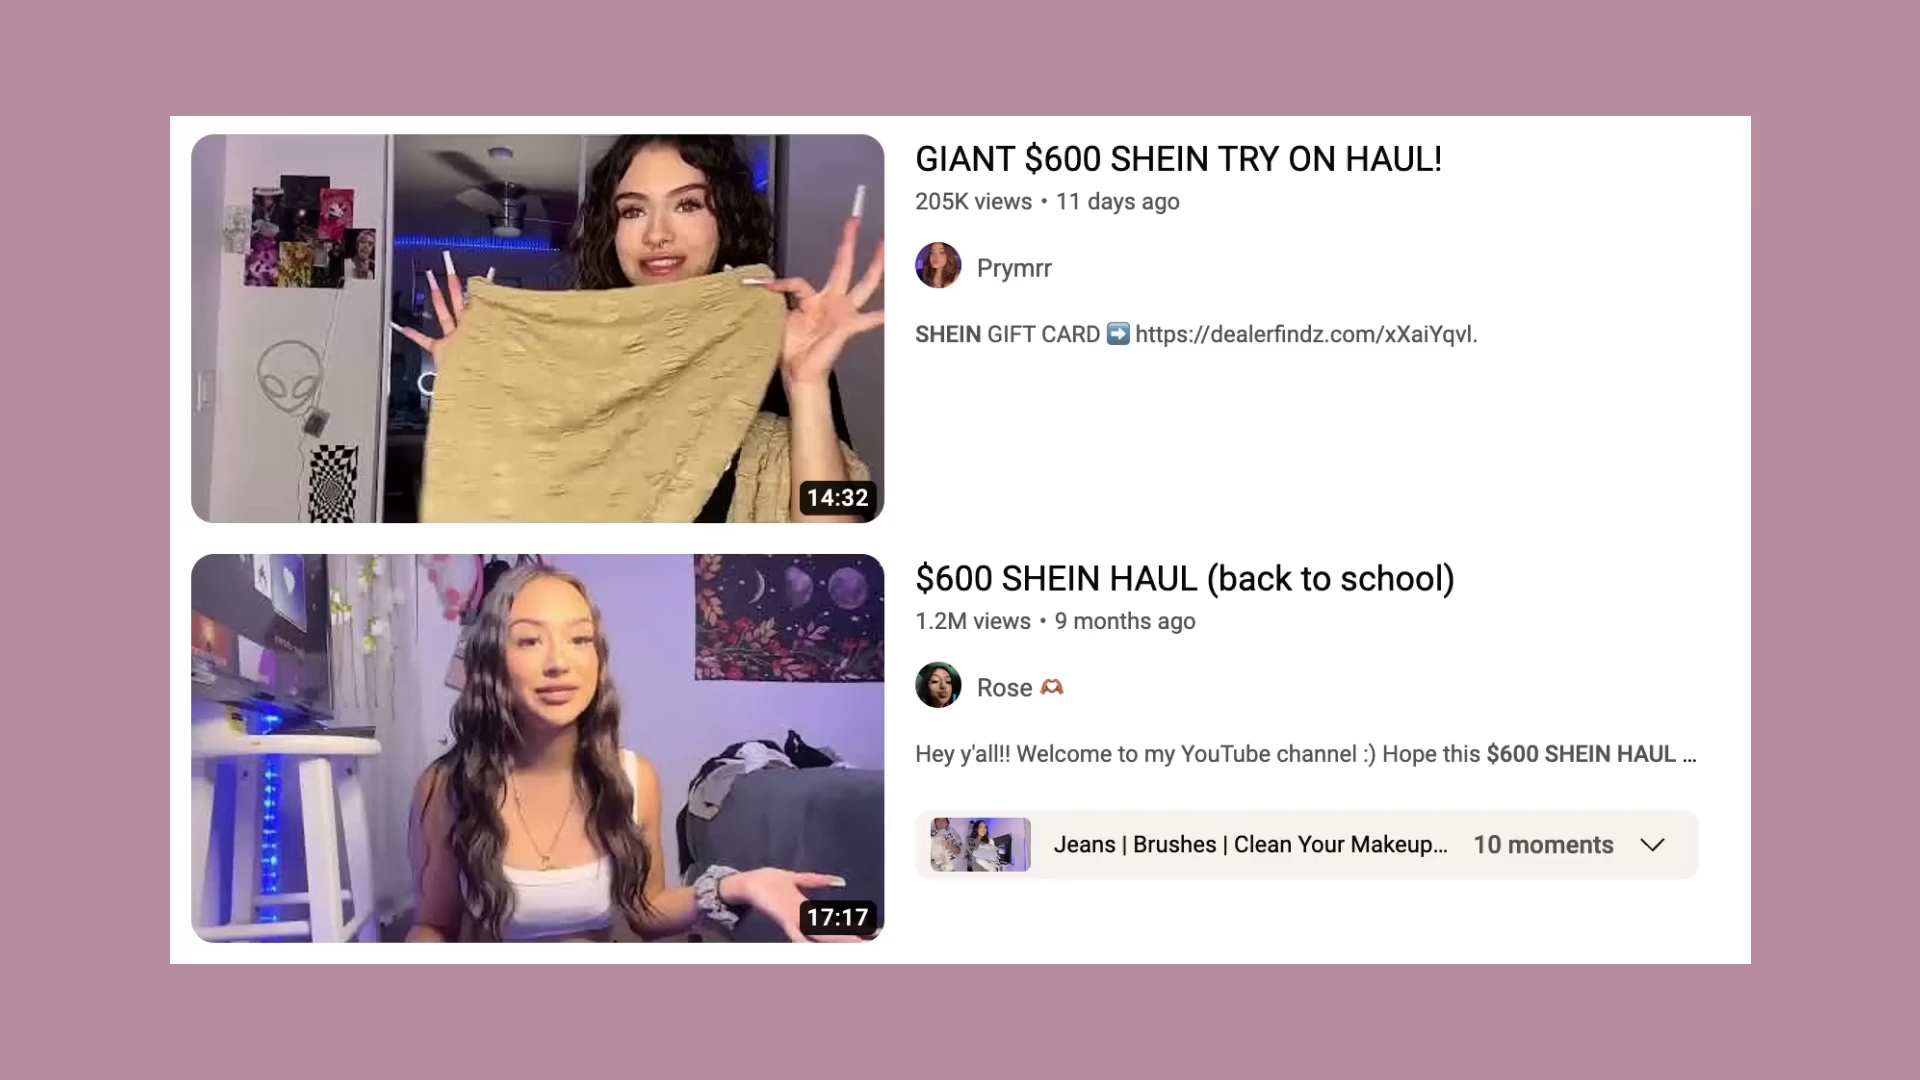 GIANT $600 SHEIN TRY ON HAUL!
205K views • 11 days ago
Prymrr
SHEIN GIFT CARD ➡️ https://dealerfindz.com/xXaiYqvl.
14:32
$600 SHEIN HAUL (back to school)
1.2M views • 9 months ago
Rose 🫶🏾
Hey y'all!! Welcome to my YouTube channel :) Hope this $600 SHEIN HAUL ...
Jeans | Brushes | Clean Your Makeup... 10 moments
17:17